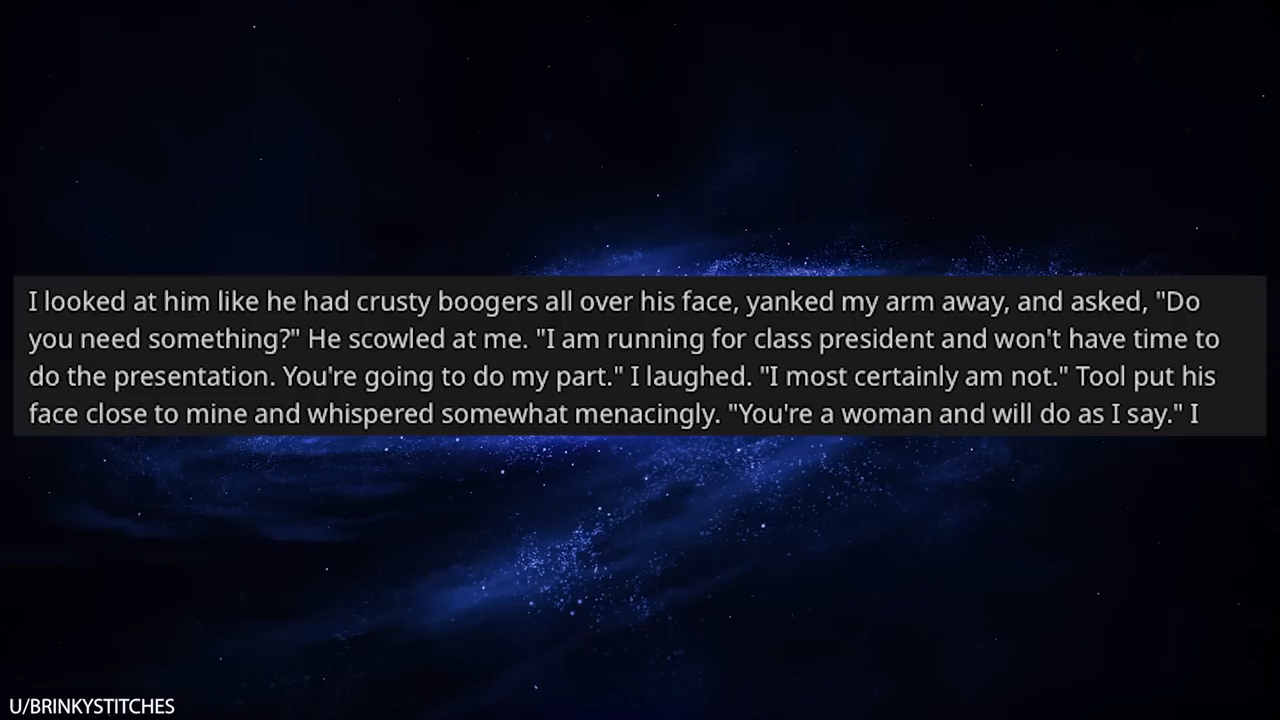 I looked at him like he had crusty boogers all over his face, yanked my arm away, and asked, "Do
you need something?" He scowled at me. "I am running for class president and won't have time to
do the presentation. You're going to do my part." I laughed. "I most certainly am not." Tool put his
face close to mine and whispered somewhat menacingly. "You're a woman and will do as I say." I
U/BRINKYSTITCHES